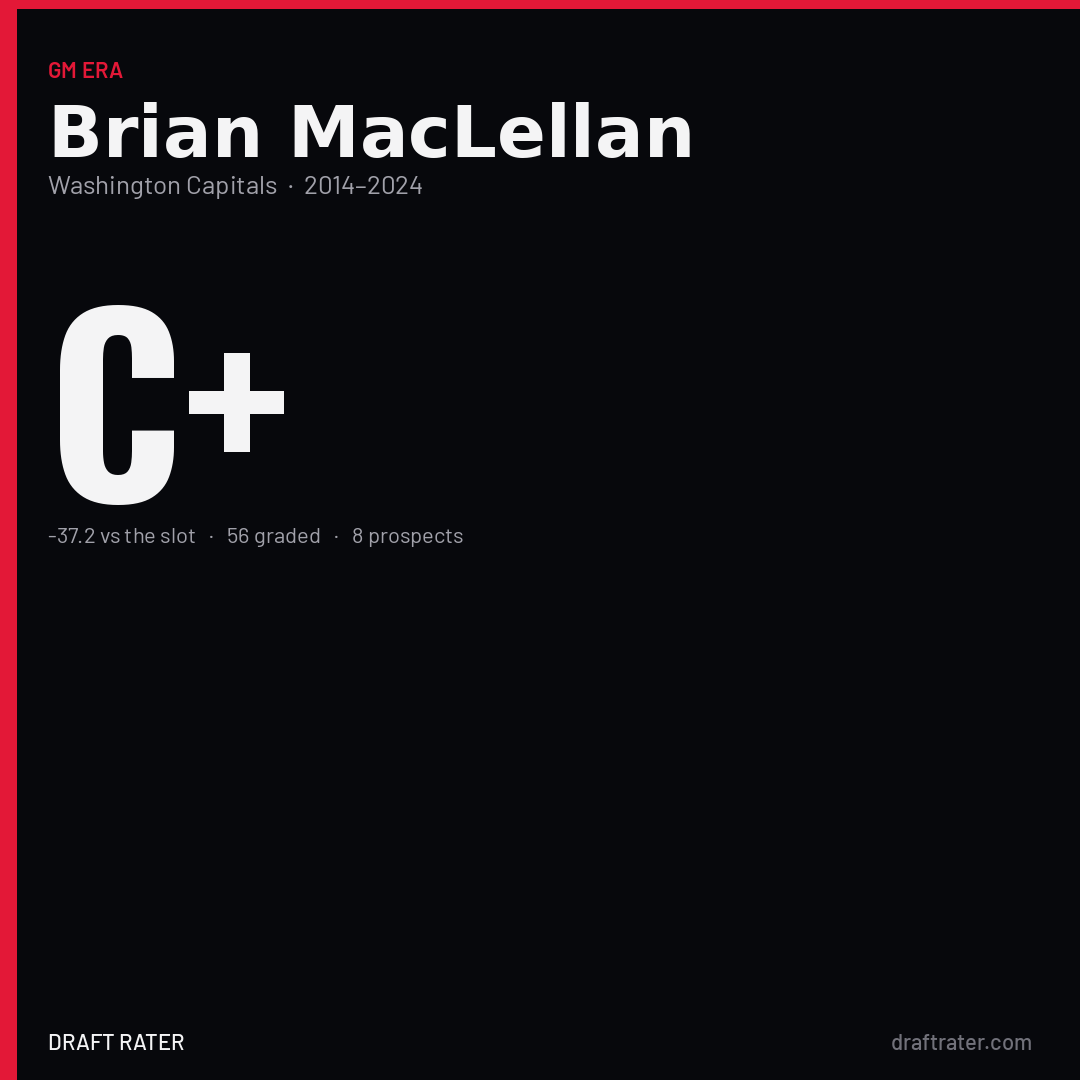 GM ERA
Brian MacLellan
Washington Capitals · 2014–2024
C+
-37.2 vs the slot · 56 graded · 8 prospects
DRAFT RATER
draftrater.com